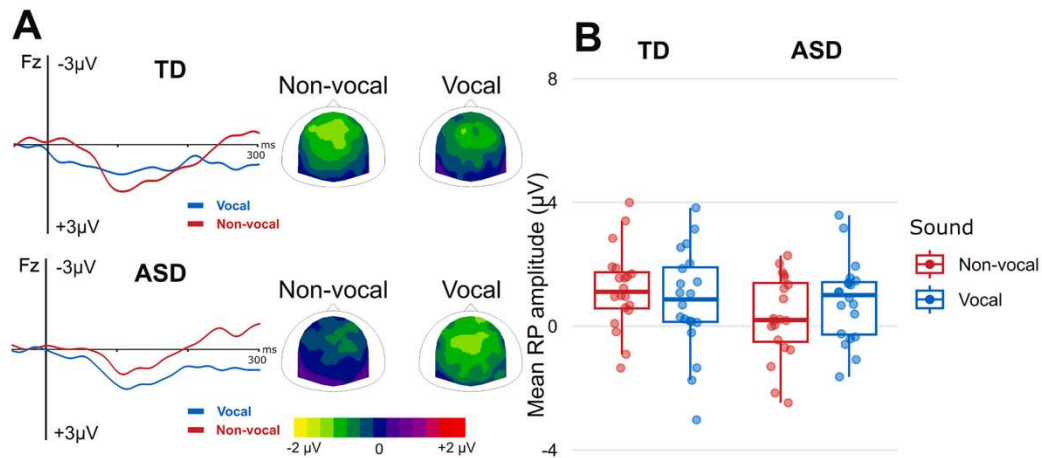 A
Fz
-3µV
TD
ms
300
+3µV
Vocal
Non-vocal
Non-vocal
Vocal
Fz
-3µV
ASD
ms
300
+3µV
Vocal
Non-vocal
Non-vocal
Vocal
-2 µV
0
+2 µV
B
TD
ASD
Mean RP amplitude (µV)
8
4
0
-4
Sound
Non-vocal
Vocal